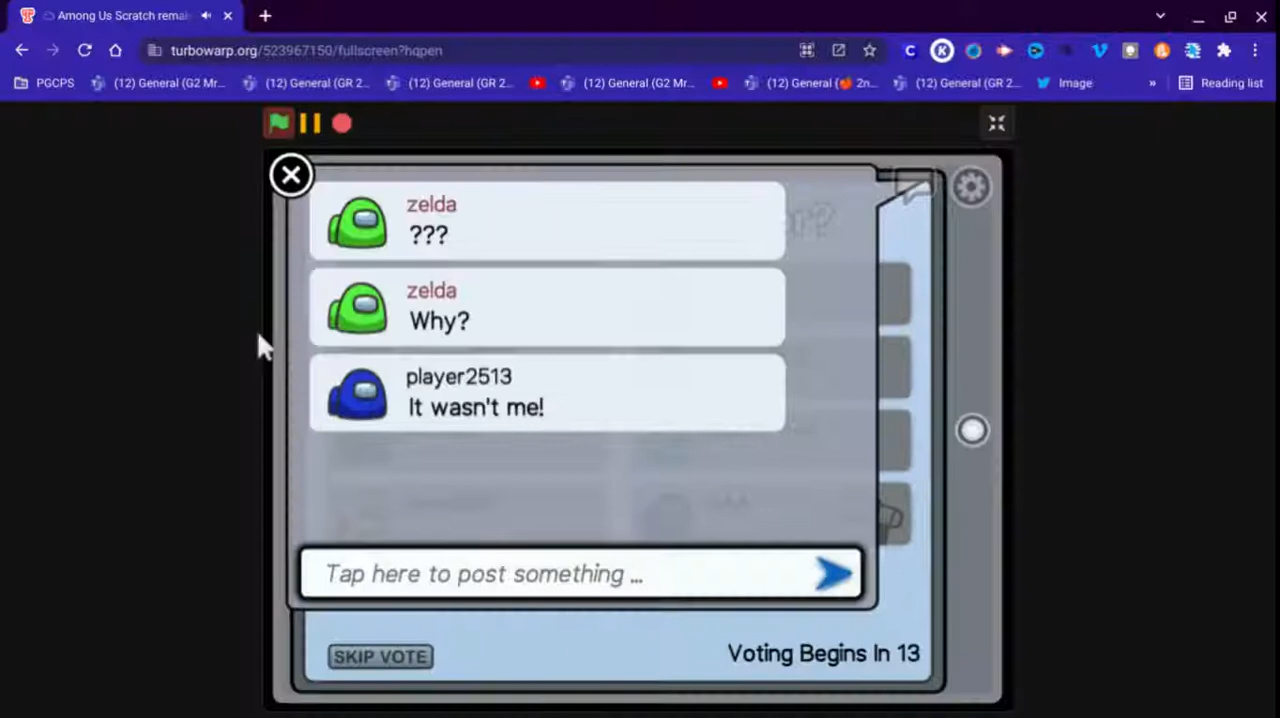 Among Us Scratch remai
turbowarp.org/523967150/fullscreen?hqpen
PGCPS
(12) General (G2 Mr...
(12) General (GR 2...
(12) General (GR 2...
(12) General (G2 Mr...
(12) General (🍎 2n...
(12) General (GR 2...
Image
»
Reading list
zelda
???
zelda
Why?
player2513
It wasn't me!
Tap here to post something ...
SKIP VOTE
Voting Begins In 13